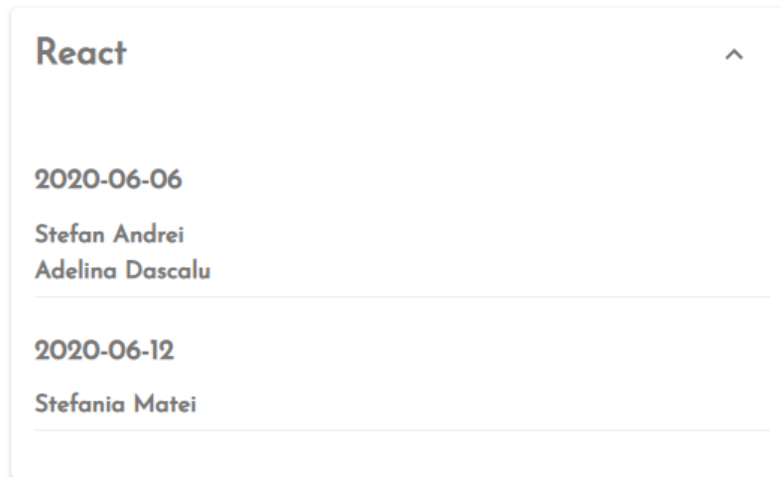 React
2020-06-06
Stefan Andrei
Adelina Dascalu
2020-06-12
Stefania Matei